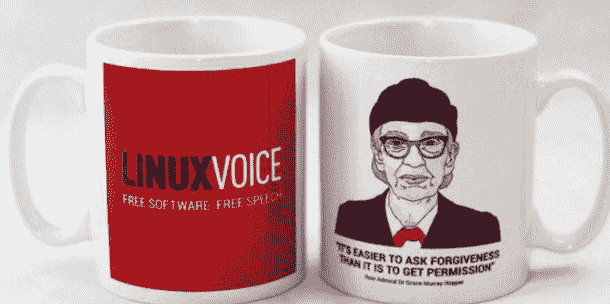 LINUXVOICE
FREE SOFTWARE FREE SPEECH
"IT'S EASIER TO ASK FORGIVENESS
THAN IT IS TO GET PERMISSION"
Rear Admiral Dr Grace Murray Hopper